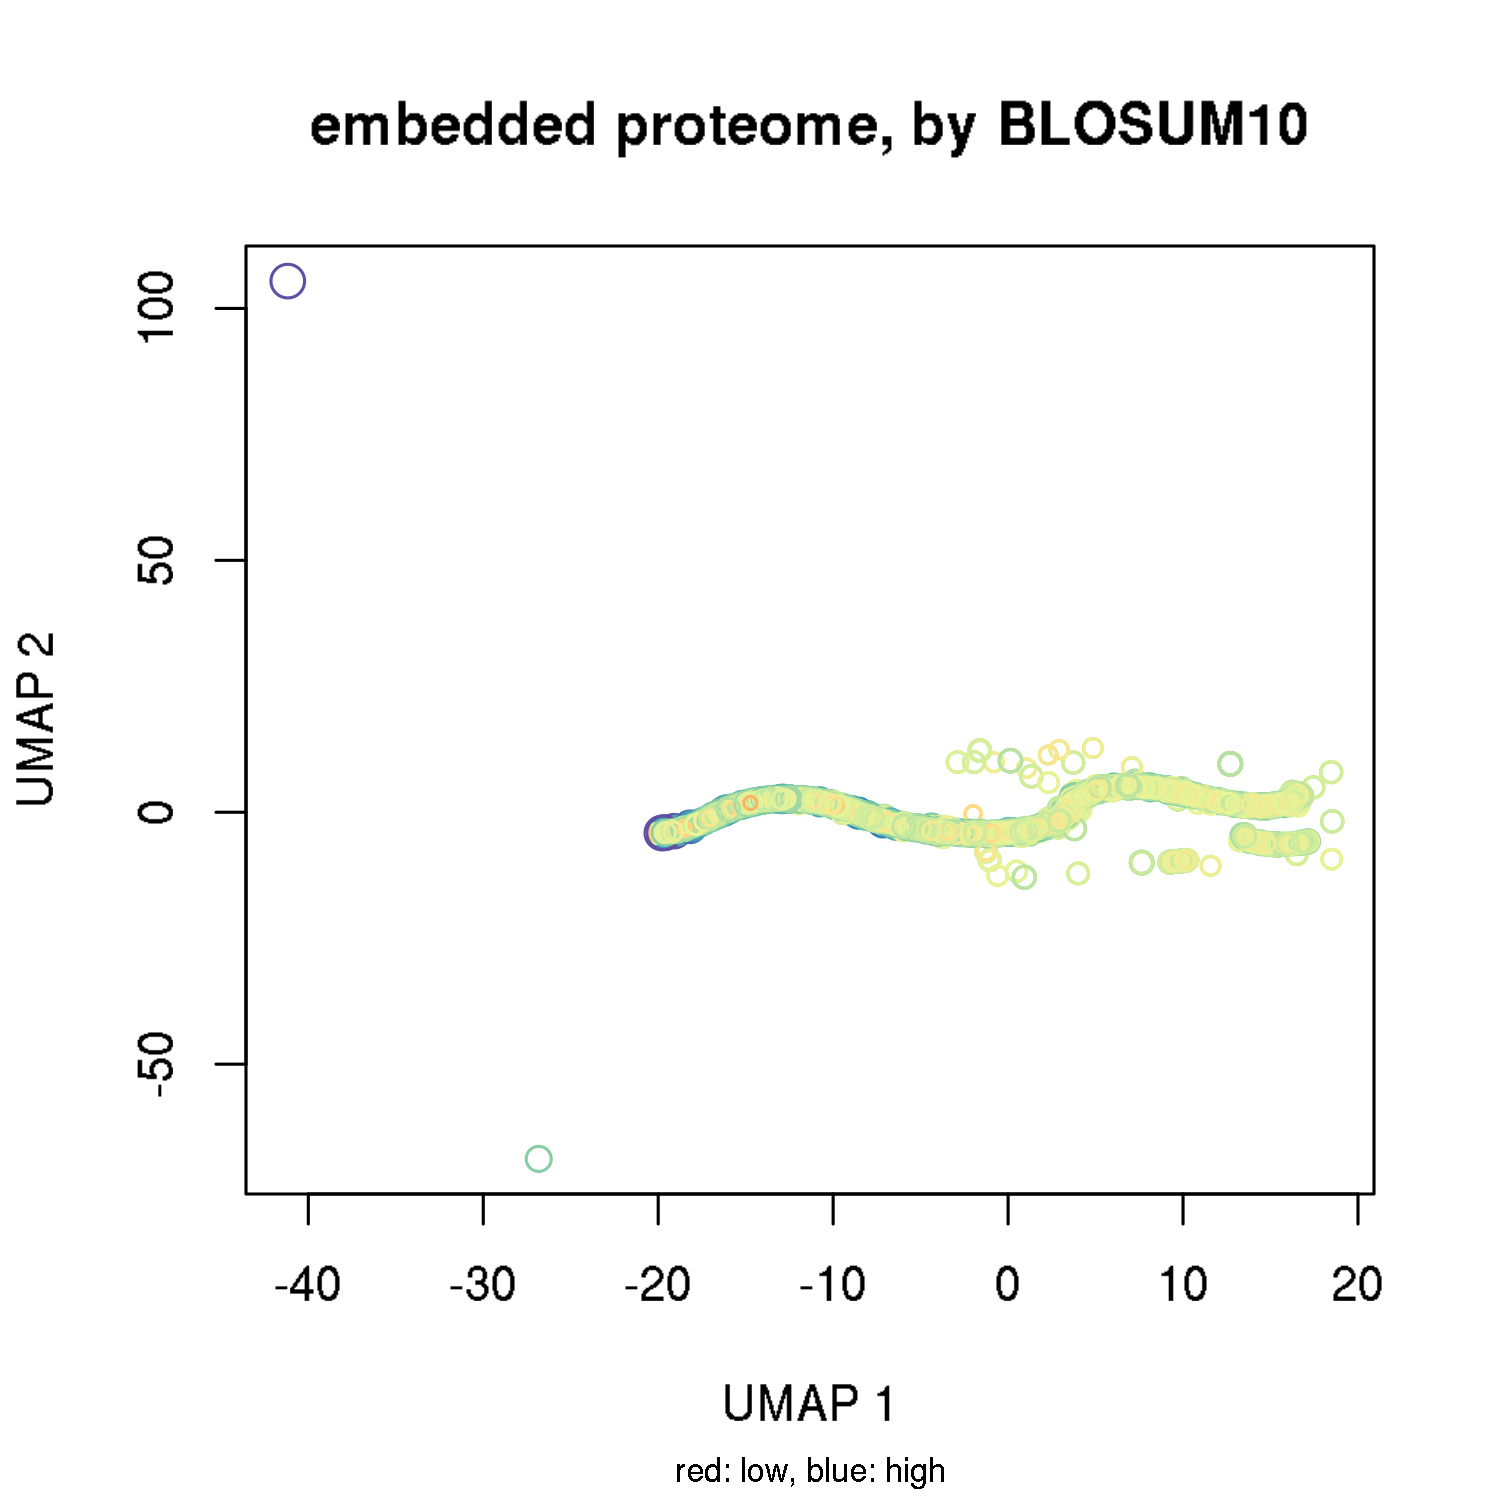 embedded proteome, by BLOSUM10
100
50
0
-50
UMAP 2
-40 -30 -20 -10 0 10 20
UMAP 1
red: low, blue: high